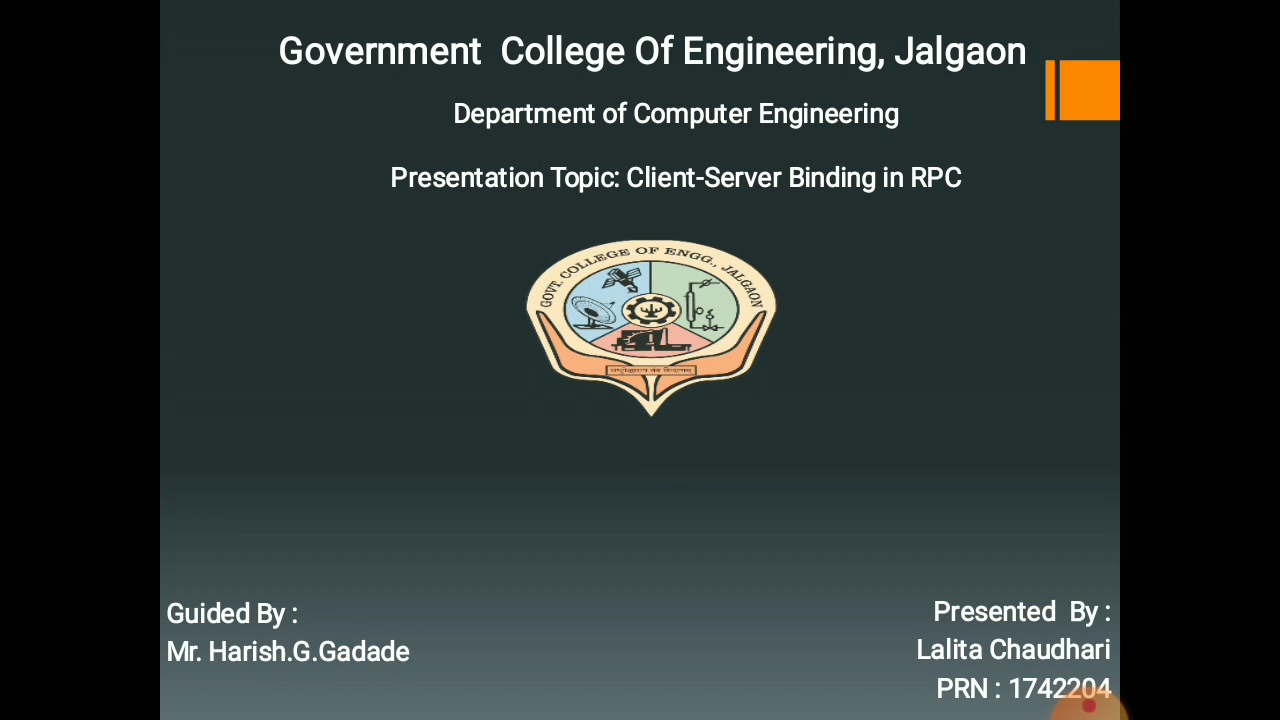 Government College Of Engineering, Jalgaon
Department of Computer Engineering
Presentation Topic: Client-Server Binding in RPC
GOVT. COLLEGE OF ENGG., JALGAON
Guided By :
Mr. Harish.G.Gadade
Presented By :
Lalita Chaudhari
PRN : 1742204